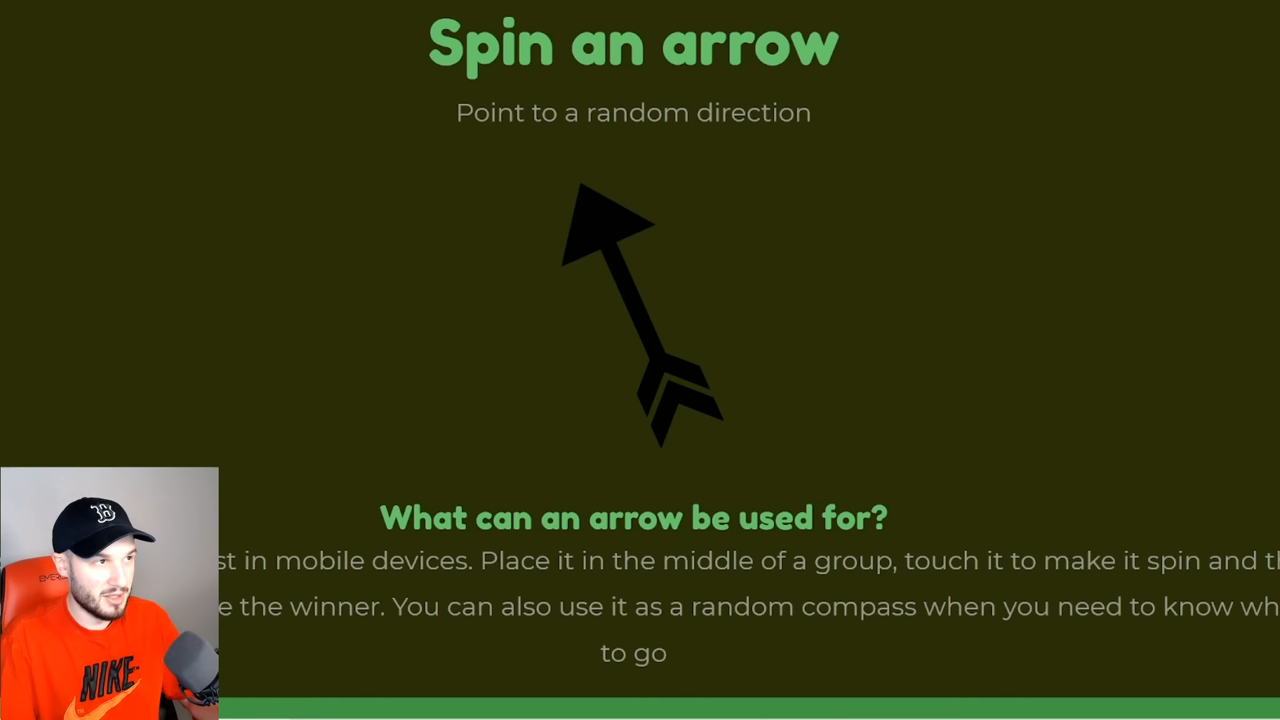 Spin an arrow
Point to a random direction
What can an arrow be used for?
in mobile devices. Place it in the middle of a group, touch it to make it spin and
the winner. You can also use it as a random compass when you need to know
to go
NIKE
B